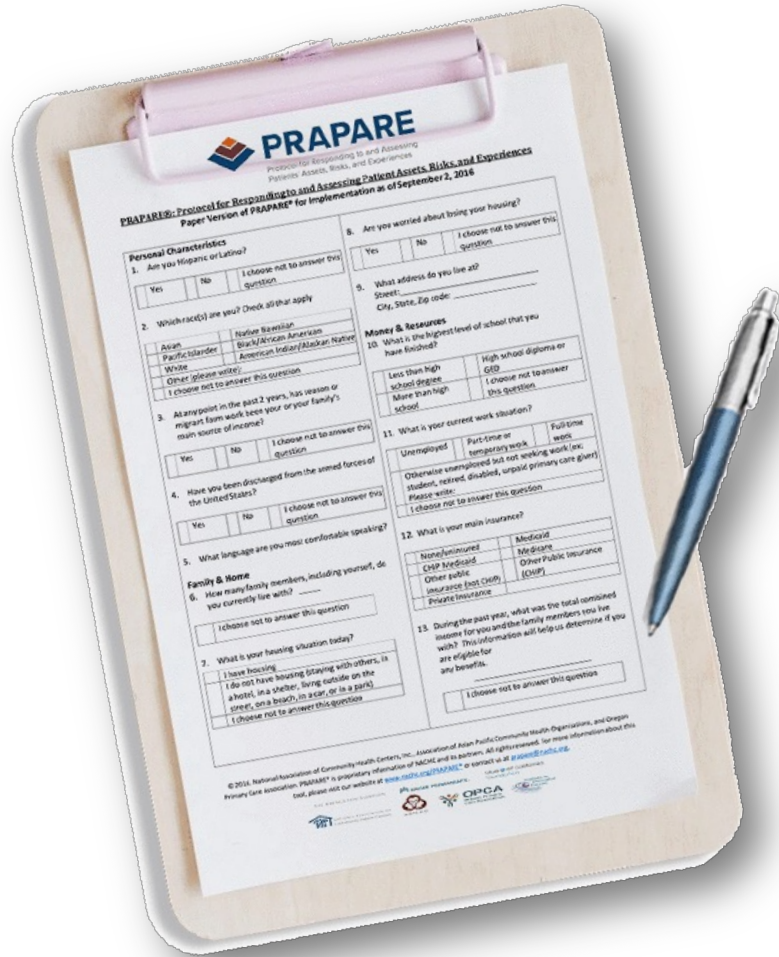 PRAPARE
Protocol for Responding to and Assessing
Patients' Assets, Risks, and Experiences
PRAPARE®: Protocol for Responding to and Assessing Patient Assets, Risks, and Experiences
Paper Version of PRAPARE® for Implementation as of September 2, 2016
Personal Characteristics
1. Are you Hispanic or Latino?
Yes No I choose not to answer this
question
2. Which race(s) are you? Check all that apply
Asian Native Hawaiian
Pacific Islander Black/African American
White American Indian/Alaskan Native
Other (please write):
I choose not to answer this question
3. At any point in the past 2 years, has season or
migrant farm work been your or your family's
main source of income?
Yes No I choose not to answer this
question
4. Have you been discharged from the armed forces of
the United States?
Yes No I choose not to answer this
question
5. What language are you most comfortable speaking?
Family & Home
6. How many family members, including yourself, do
you currently live with? ______
I choose not to answer this question
7. What is your housing situation today?
I have housing
I do not have housing (staying with others, in
a hotel, in a shelter, living outside on the
street, on a beach, in a car, or in a park)
I choose not to answer this question
8. Are you worried about losing your housing?
Yes No I choose not to answer this
question
9. What address do you live at?
Street:
City, State, Zip code:
Money & Resources
10. What is the highest level of school that you
have finished?
Less than high
school degree
High school diploma or
GED
More than high
school
I choose not to answer
this question
11. What is your current work situation?
Unemployed
Part-time or
temporary work
Full-time
work
Otherwise unemployed but not seeking work (ex:
student, retired, disabled, unpaid primary care giver)
Please write:
I choose not to answer this question
12. What is your main insurance?
None/uninsured Medicaid
CHIP Medicaid Medicare
Other public
insurance (not CHIP)
Other Public Insurance
(CHIP)
Private Insurance
13. During the past year, what was the total combined
income for you and the family members you live
with? This information will help us determine if you
are eligible for
any benefits.
I choose not to answer this question
©2016. National Association of Community Health Centers, Inc., Association of Asian Pacific Community Health Organizations, and Oregon
Primary Care Association. PRAPARE® is proprietary information of NACHC and its partners. All rights reserved. For more information about this
tool, please visit our website at www.nachc.org/PRAPARE® or contact us at prapare@nachc.org.
OPCA